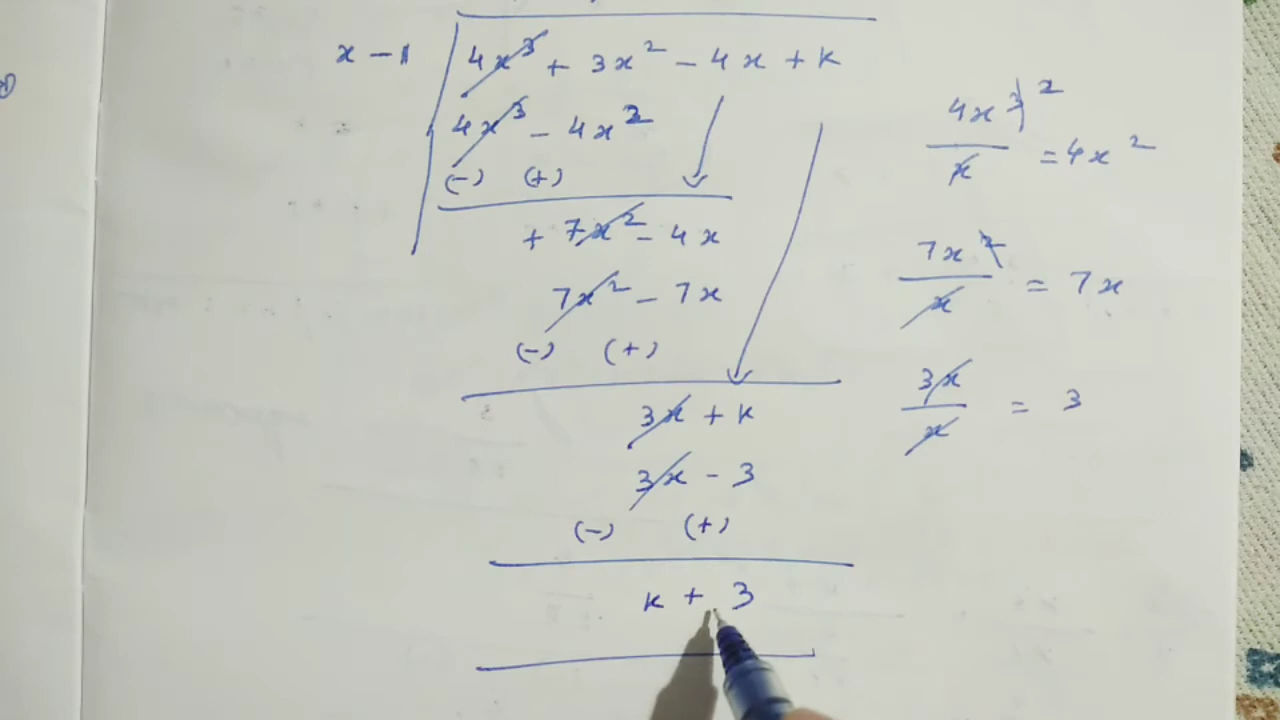 x - 1 4x³ + 3x² - 4x + k
4x³ - 4x²
(-) (+)
+ 7x² - 4x
7x² - 7x
(-) (+)
3x + k
3x - 3
(-) (+)
k + 3
4x³ 2
x = 4x²
7x²
x = 7x
3x
x = 3